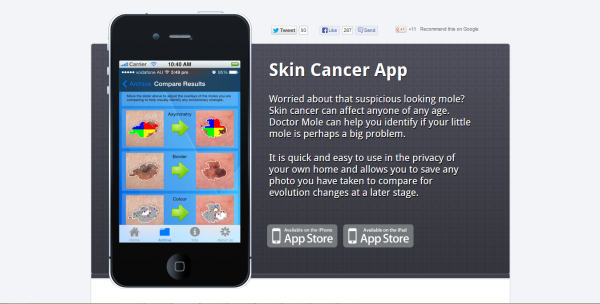 Tweet 93 Like 287 Send +11 Recommend this on Google
Carrier 10:40 AM
vodafone AU 5:49 pm 86%
Archive Compare Results
Move the slider above to adjust the overlays of the moles you are
comparing to help visually identify evolutionary changes.
Asymmetry
Border
Colour
Home Archive Info About us
Skin Cancer App
Worried about that suspicious looking mole?
Skin cancer can affect anyone of any age.
Doctor Mole can help you identify if your little
mole is perhaps a big problem.
It is quick and easy to use in the privacy of
your own home and allows you to save any
photo you have taken to compare for
evolution changes at a later stage.
Available on the iPhone
App Store
Available on the iPad
App Store